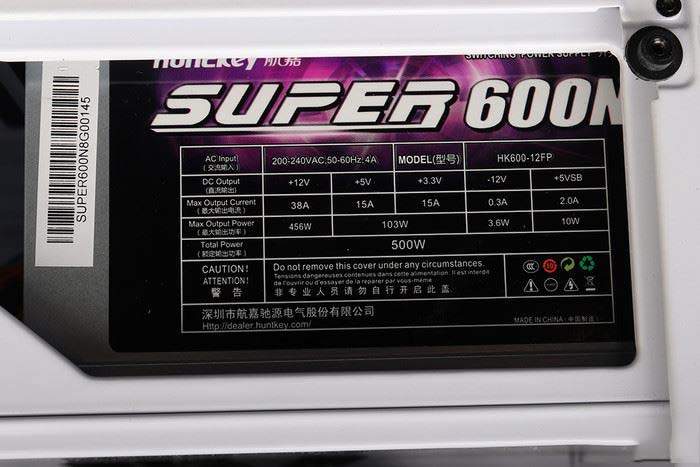 Huntkey 航嘉
SWITCHING POWER SUPPLY
SUPER 600N
SUPER600N8G00145
AC Input 200-240VAC,50-60Hz,4A MODEL(型号) HK600-12FP
(交流输入)
DC Output +12V +5V +3.3V -12V +5VSB
(直流输出)
Max Output Current 38A 15A 15A 0.3A 2.0A
(最大输出电流)
Max Output Power 456W 103W 3.6W 10W
(最大输出功率)
Total Power 500W
(额定输出功率)
CAUTION! Do not remove this cover under any circumstances.
ATTENTION! Tensions dangereuses contenues dans cette alimentation. Il est interdit
de l'ouvrir ou d'essayer de la reparer par vous-même
警告 非专业人员请勿自行开启此盖.
深圳市航嘉驰源电气股份有限公司
Http://dealer.huntkey.com/
MADE IN CHINA (中国制造)